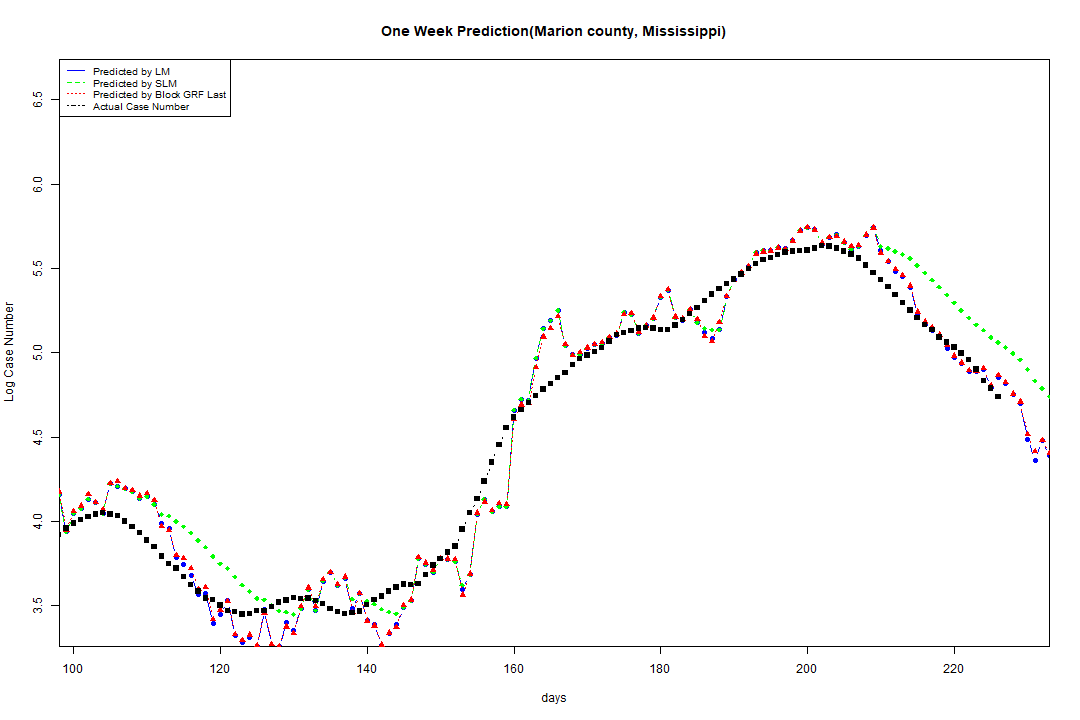 One Week Prediction(Marion county, Mississippi)
Predicted by LM
Predicted by SLM
Predicted by Block GRF Last
Actual Case Number
6.5
6.0
5.5
5.0
4.5
4.0
3.5
Log Case Number
100 120 140 160 180 200 220
days